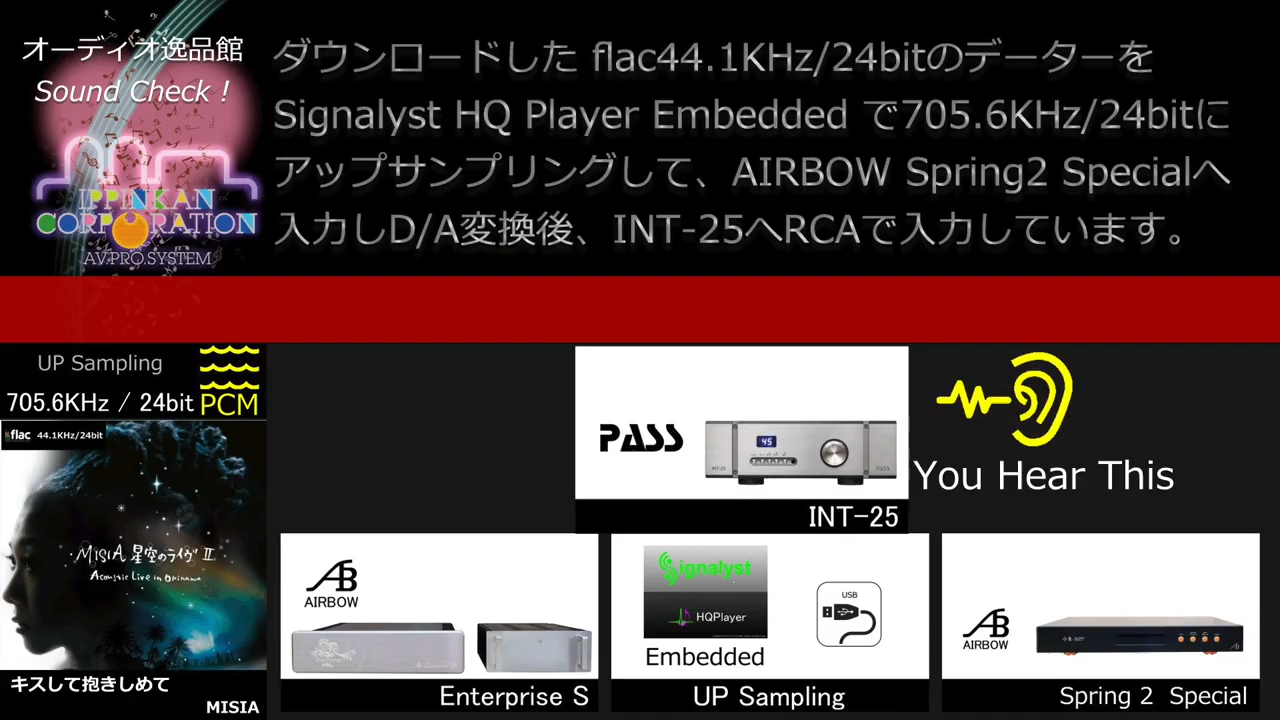 オーディオ逸品館
Sound Check !
IPPINKAN
CORPORATION
AV.PRO.SYSTEM
ダウンロードした flac44.1KHz/24bitのデーターを
Signalyst HQ Player Embedded で705.6KHz/24bitに
アップサンプリングして、AIRBOW Spring2 Specialへ
入力しD/A変換後、INT-25へRCAで入力しています。
UP Sampling
705.6KHz / 24bit PCM
flac 44.1KHz/24bit
MISIA 星空のライヴ II
Acoustic Live in Okinawa
キスして抱きしめて
MISIA
PASS
45
INT-25
PASS
INT-25
You Hear This
AB
AIRBOW
Enterprise S
Signalyst
HQPlayer
Embedded
USB
UP Sampling
AB
AIRBOW
Spring 2 Special